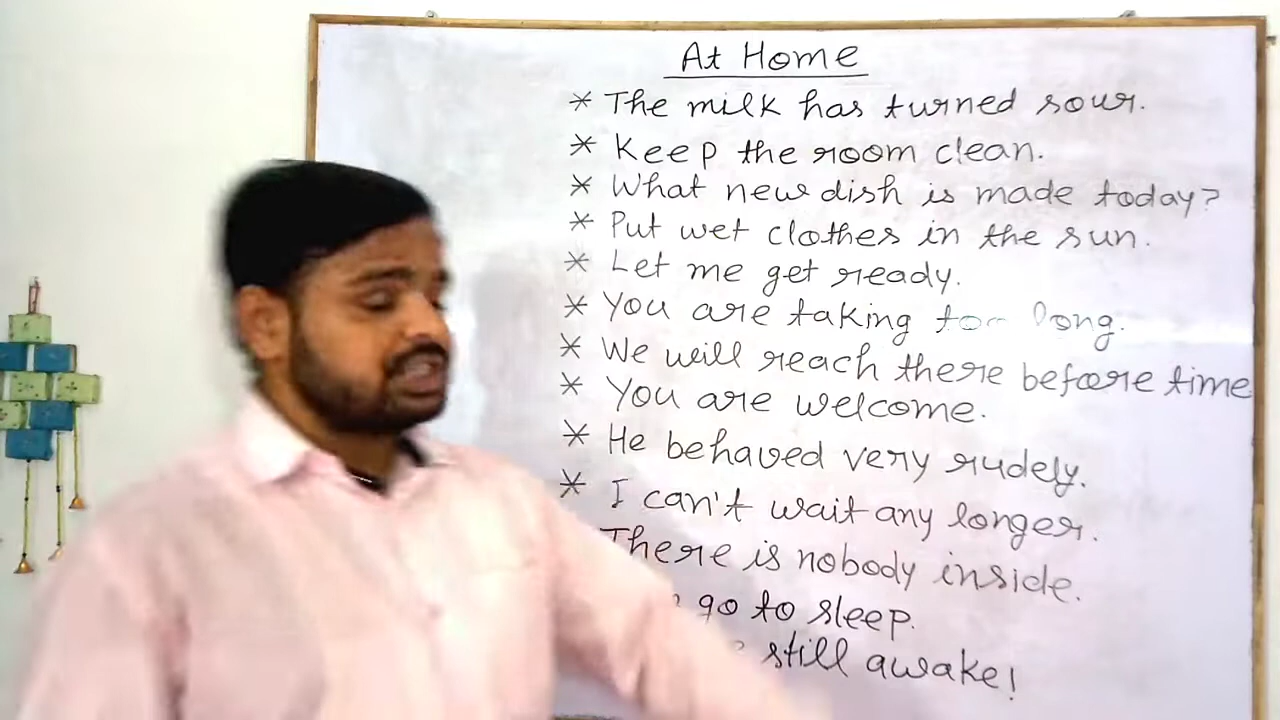 At Home
* The milk has turned sour.
* Keep the room clean.
* What new dish is made today?
* Put wet clothes in the sun.
* Let me get ready.
* You are taking too long.
* We will reach there before time
* You are welcome.
* He behaved very rudely.
* I can't wait any longer.
There is nobody inside.
go to sleep.
still awake!